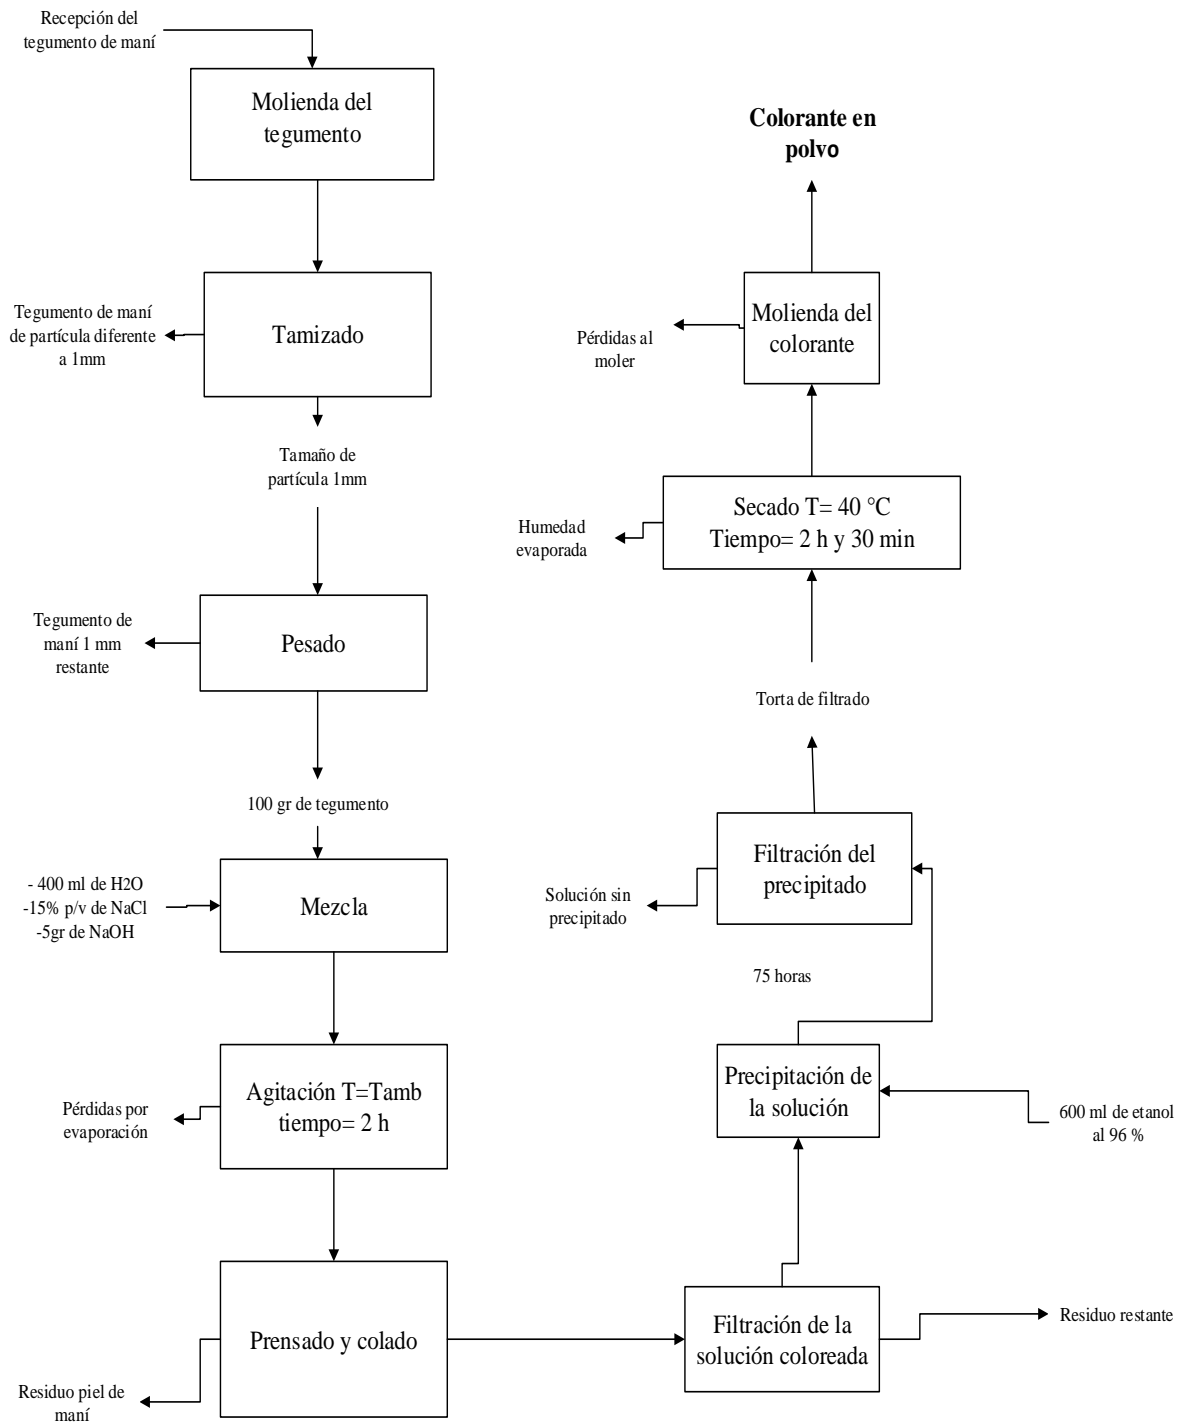 Recepción del
tegumento de maní
Molienda del
tegumento
Tegumento de maní
de partícula diferente
a 1mm
Tamizado
Tamaño de
partícula 1mm
Tegumento de
maní 1 mm
restante
Pesado
100 gr de tegumento
- 400 ml de H2O
-15% p/v de NaCl
-5gr de NaOH
Mezcla
Pérdidas por
evaporación
Agitación T=Tamb
tiempo= 2 h
Prensado y colado
Residuo piel de
maní
Filtración de la
solución coloreada
Residuo restante
Precipitación de
la solución
600 ml de etanol
al 96 %
75 horas
Filtración del
precipitado
Solución sin
precipitado
Torta de filtrado
Secado T= 40 °C
Tiempo= 2 h y 30 min
Humedad
evaporada
Molienda del
colorante
Pérdidas al
moler
Colorante en
polvo